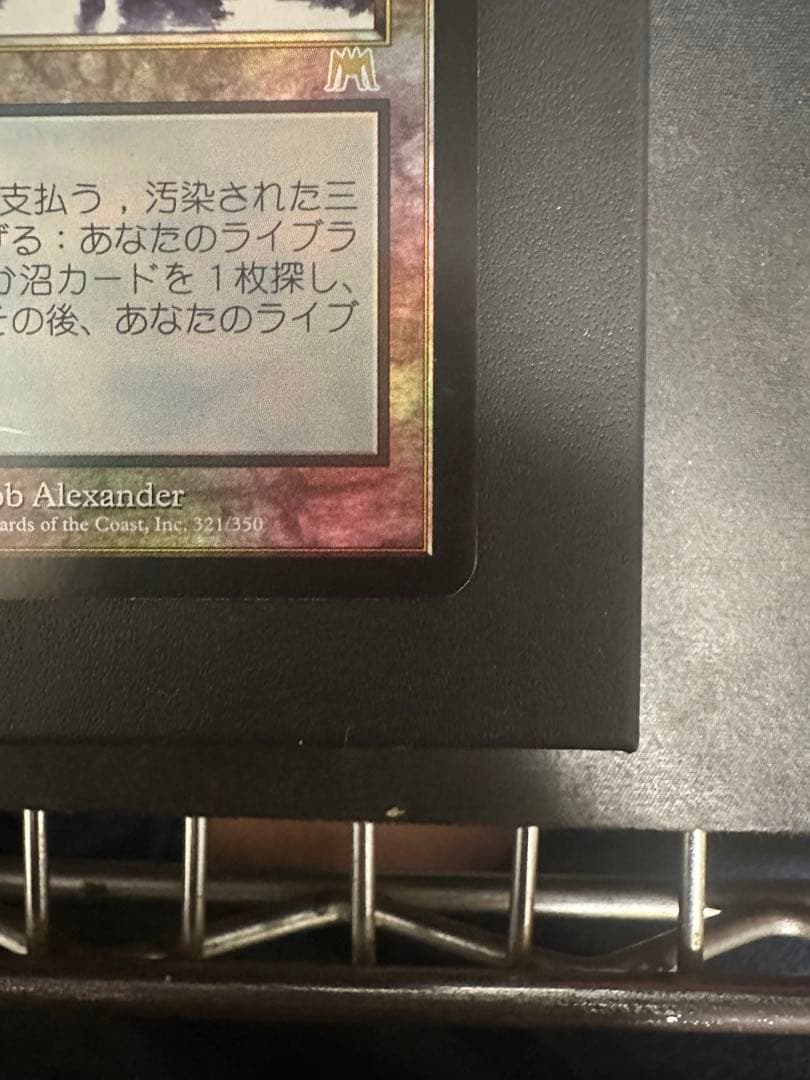 支払う，汚染された三
げる：あなたのライブラ
か沼カードを1枚探し、
その後、あなたのライブ
ob Alexander
ards of the Coast, Inc. 321/350